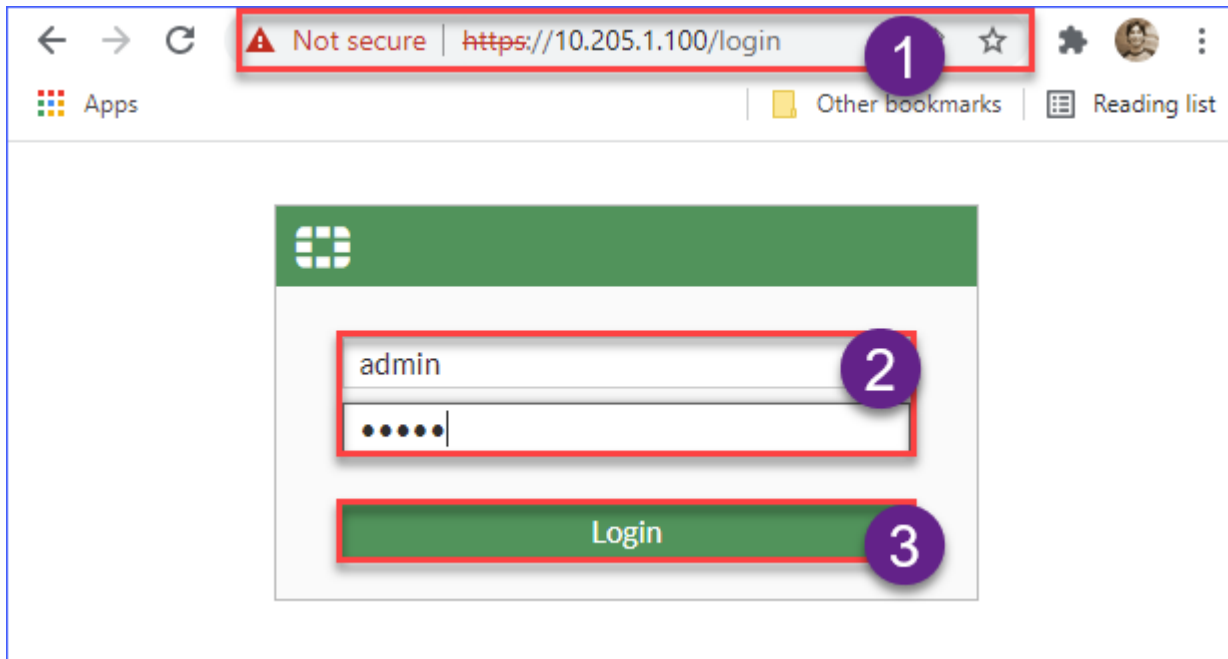 Not secure | https://10.205.1.100/login
1
Apps
Other bookmarks
Reading list
admin
2
•••••
Login
3